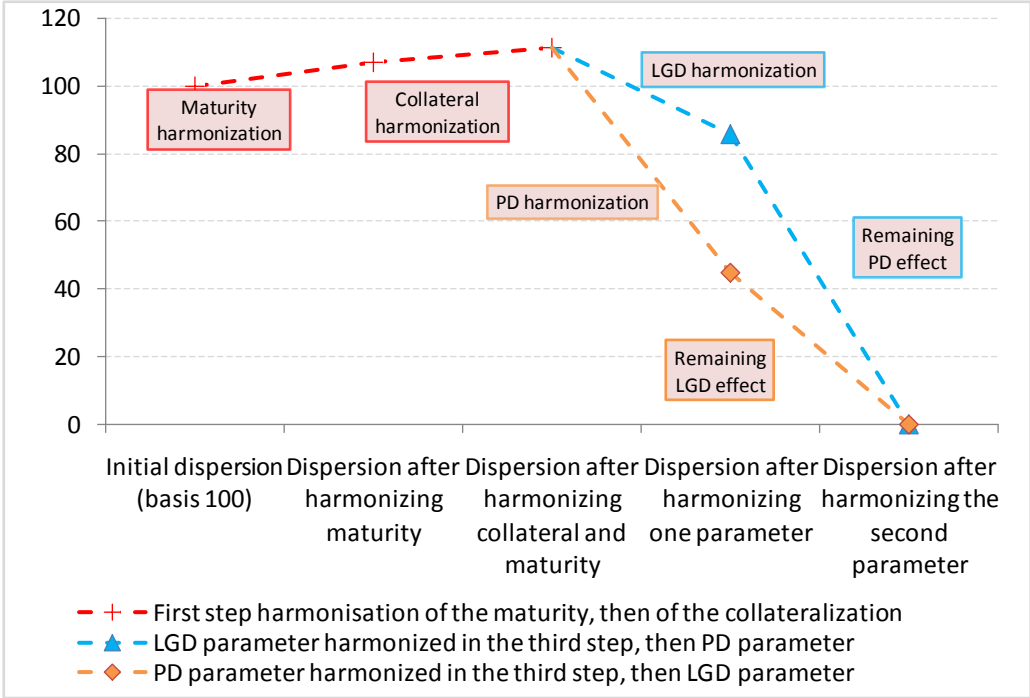 120
100
80
60
40
20
0
Maturity
harmonization
Collateral
harmonization
LGD harmonization
PD harmonization
Remaining
PD effect
Remaining
LGD effect
Initial dispersion
(basis 100)
Dispersion after
harmonizing
maturity
Dispersion after
harmonizing
collateral and
maturity
Dispersion after
harmonizing
one parameter
Dispersion after
harmonizing the
second
parameter
First step harmonisation of the maturity, then of the collateralization
LGD parameter harmonized in the third step, then PD parameter
PD parameter harmonized in the third step, then LGD parameter